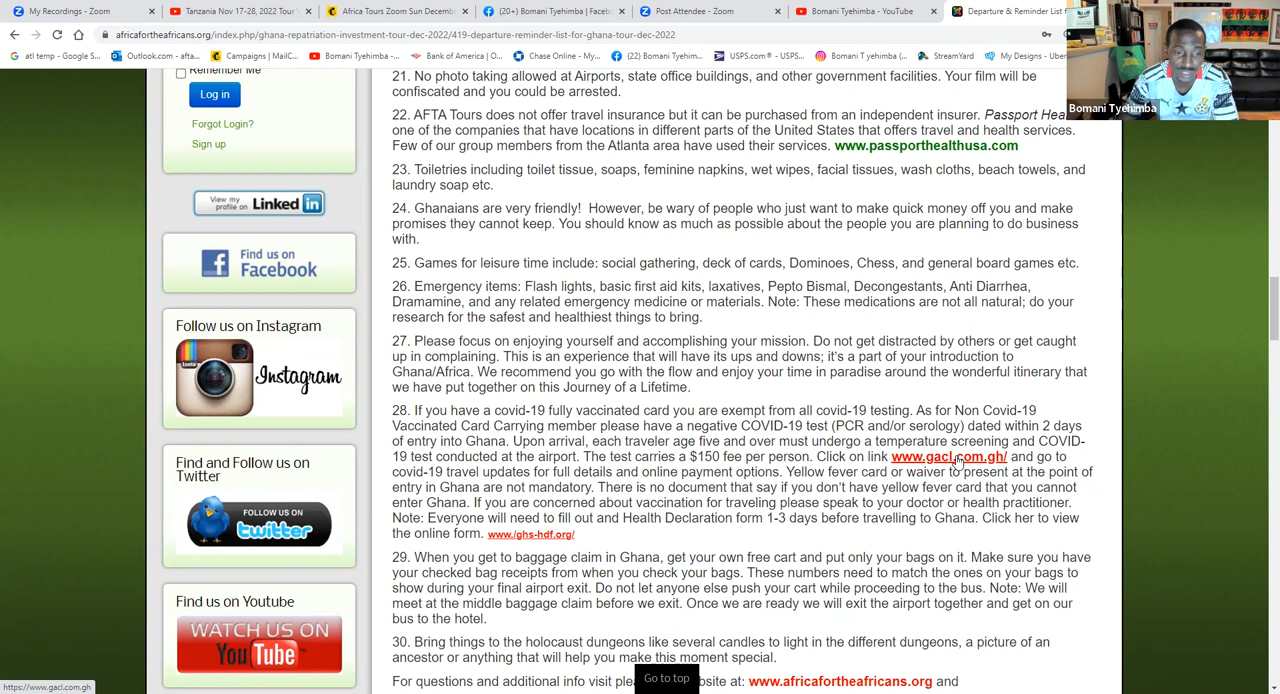 My Recordings - Zoom
Tanzania Nov 17-28, 2022 Tour
Africa Tours Zoom Sun Decemb
(20+) Bomani Tyehimba | Faceb
Post Attendee - Zoom
Bomani Tyehimba - YouTube
Departure & Reminder List f
africafortheafricans.org/index.php/ghana-repatriation-investment-tour-dec-2022/419-departure-reminder-list-for-ghana-tour-dec-2022
atl temp - Google S...
Outlook.com - afta...
Campaigns | MailC...
Bomani Tyehimba -...
Bank of America | O...
Chase Online - My...
(22) Bomani Tyehim...
USPS.com® - USPS...
Bomani T yehimba (...
StreamYard
My Designs - Uber
Bomani Tyehimba
Remember Me
Log in
Forgot Login?
Sign up
View my
profile on Linked in
Find us on
Facebook
Follow us on Instagram
Instagram
Find and Follow us on
Twitter
FOLLOW US ON
twitter
Find us on Youtube
WATCH US ON
YouTube
21. No photo taking allowed at Airports, state office buildings, and other government facilities. Your film will be
confiscated and you could be arrested.
22. AFTA Tours does not offer travel insurance but it can be purchased from an independent insurer. Passport Hea
one of the companies that have locations in different parts of the United States that offers travel and health services.
Few of our group members from the Atlanta area have used their services. www.passporthealthusa.com
23. Toiletries including toilet tissue, soaps, feminine napkins, wet wipes, facial tissues, wash cloths, beach towels, and
laundry soap etc.
24. Ghanaians are very friendly!  However, be wary of people who just want to make quick money off you and make
promises they cannot keep. You should know as much as possible about the people you are planning to do business
with.
25. Games for leisure time include: social gathering, deck of cards, Dominoes, Chess, and general board games etc.
26. Emergency items: Flash lights, basic first aid kits, laxatives, Pepto Bismal, Decongestants, Anti Diarrhea,
Dramamine, and any related emergency medicine or materials. Note: These medications are not all natural; do your
research for the safest and healthiest things to bring.
27. Please focus on enjoying yourself and accomplishing your mission. Do not get distracted by others or get caught
up in complaining. This is an experience that will have its ups and downs; it's a part of your introduction to
Ghana/Africa. We recommend you go with the flow and enjoy your time in paradise around the wonderful itinerary that
we have put together on this Journey of a Lifetime.
28. If you have a covid-19 fully vaccinated card you are exempt from all covid-19 testing. As for Non Covid-19
Vaccinated Card Carrying member please have a negative COVID-19 test (PCR and/or serology) dated within 2 days
of entry into Ghana. Upon arrival, each traveler age five and over must undergo a temperature screening and COVID-
19 test conducted at the airport. The test carries a $150 fee per person. Click on link www.gacl.com.gh/ and go to
covid-19 travel updates for full details and online payment options. Yellow fever card or waiver to present at the point of
entry in Ghana are not mandatory. There is no document that say if you don't have yellow fever card that you cannot
enter Ghana. If you are concerned about vaccination for traveling please speak to your doctor or health practitioner.
Note: Everyone will need to fill out and Health Declaration form 1-3 days before travelling to Ghana. Click her to view
the online form. www./ghs-hdf.org/
29. When you get to baggage claim in Ghana, get your own free cart and put only your bags on it. Make sure you have
your checked bag receipts from when you check your bags. These numbers need to match the ones on your bags to
show during your final airport exit. Do not let anyone else push your cart while proceeding to the bus. Note: We will
meet at the middle baggage claim before we exit. Once we are ready we will exit the airport together and get on our
bus to the hotel.
30. Bring things to the holocaust dungeons like several candles to light in the different dungeons, a picture of an
ancestor or anything that will help you make this moment special.
For questions and additional info visit ple
site at: www.africafortheafricans.org and
Go to top
https://www.gacl.com.gh